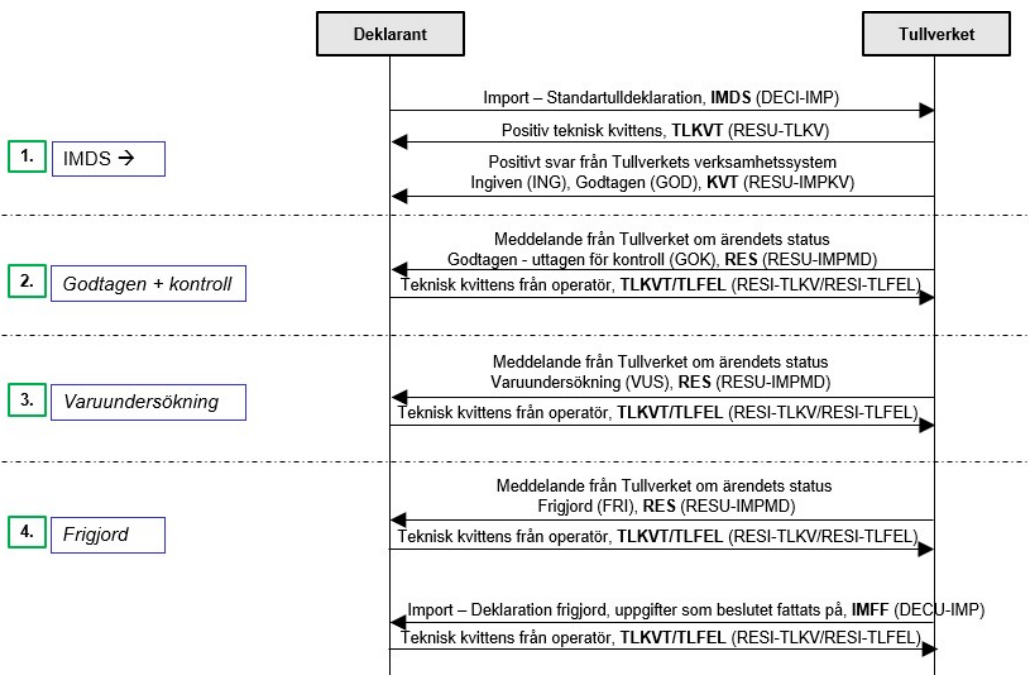 Deklarant
Tullverket
Import – Standartulldeklaration, IMDS (DECI-IMP)
Positiv teknisk kvittens, TLKVT (RESU-TLKV)
1.
IMDS →
Positivt svar från Tullverkets verksamhetssystem
Ingiven (ING), Godtagen (GOD), KVT (RESU-IMPKV)
Meddelande från Tullverket om ärendets status
Godtagen - uttagen för kontroll (GOK), RES (RESU-IMPMD)
2.
Godtagen + kontroll
Teknisk kvittens från operatör, TLKVT/TLFEL (RESI-TLKV/RESI-TLFEL)
Meddelande från Tullverket om ärendets status
Varuundersökning (VUS), RES (RESU-IMPMD)
3.
Varuundersökning
Teknisk kvittens från operatör, TLKVT/TLFEL (RESI-TLKV/RESI-TLFEL)
Meddelande från Tullverket om ärendets status
Frigjord (FRI), RES (RESU-IMPMD)
4.
Frigjord
Teknisk kvittens från operatör, TLKVT/TLFEL (RESI-TLKV/RESI-TLFEL)
Import – Deklaration frigjord, uppgifter som beslutet fattats på, IMFF (DECU-IMP)
Teknisk kvittens från operatör, TLKVT/TLFEL (RESI-TLKV/RESI-TLFEL)